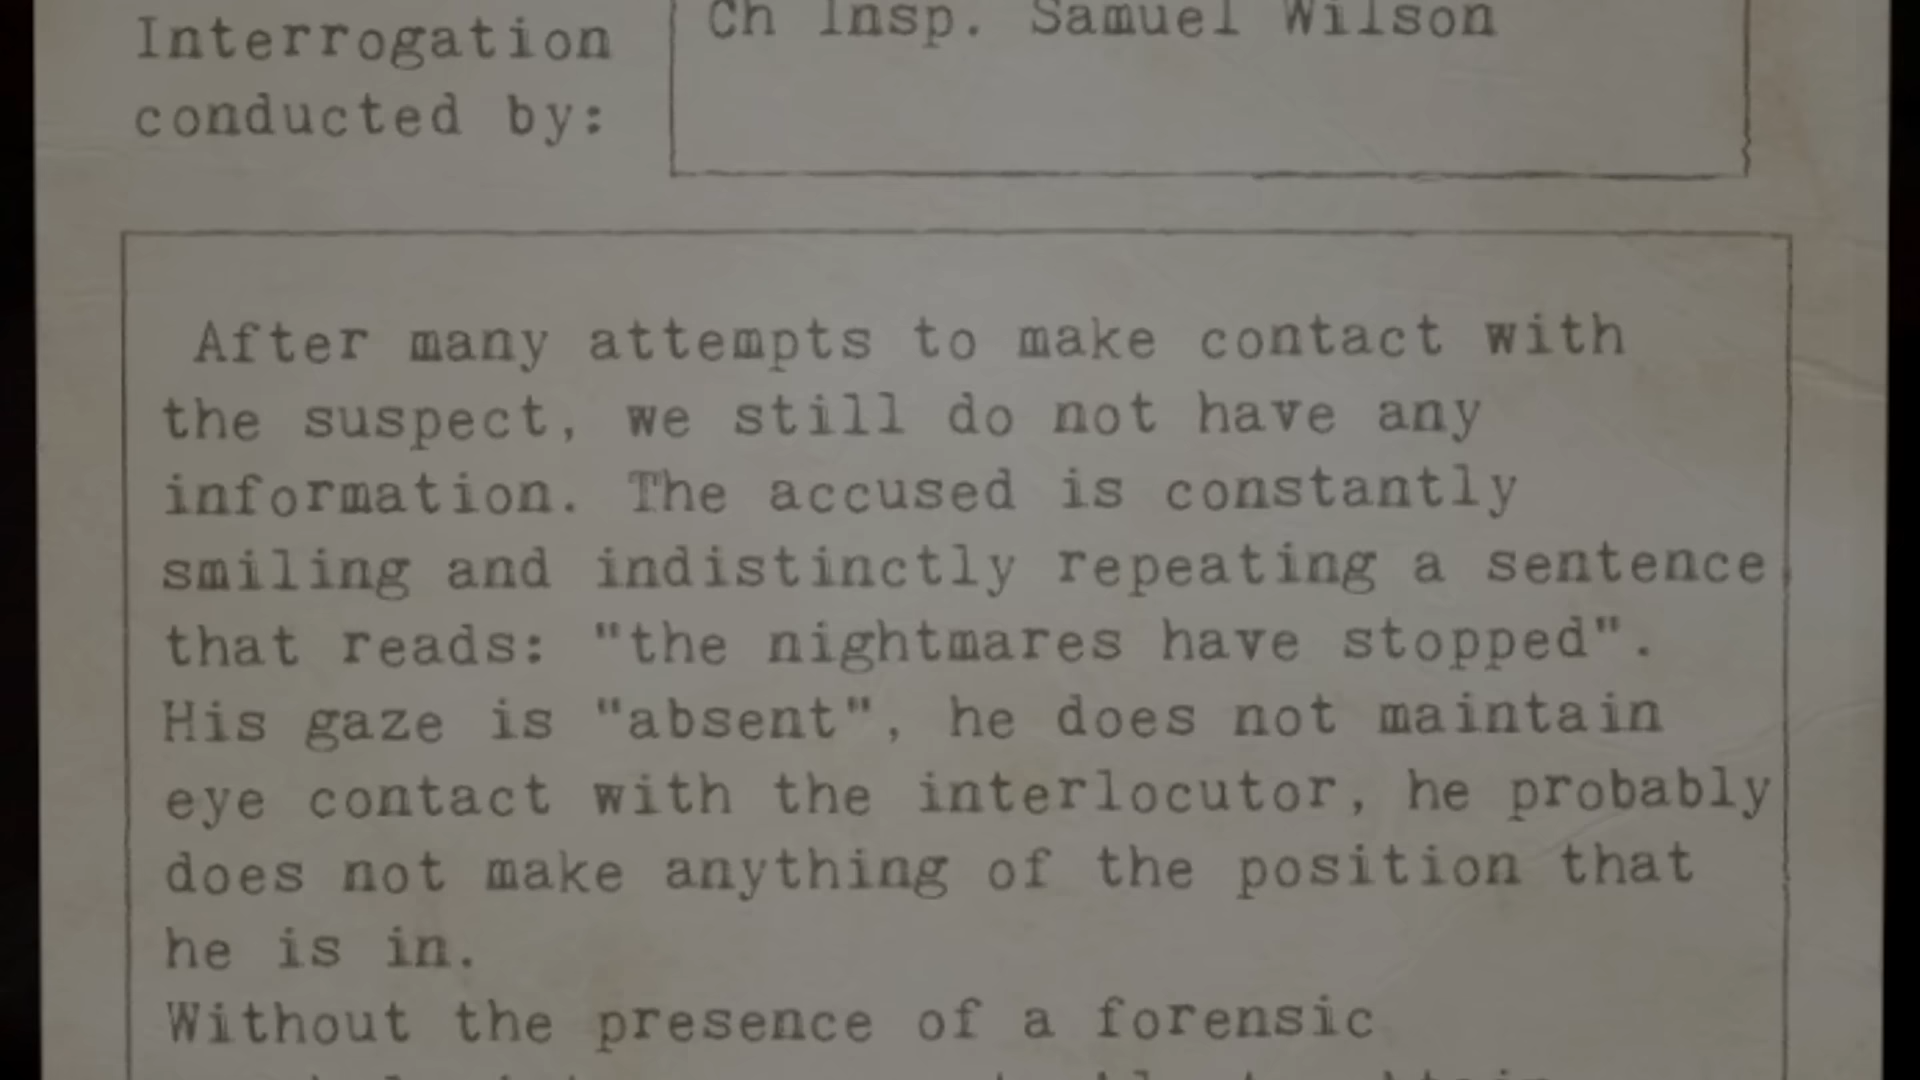 Interrogation
conducted by:
Ch Insp. Samuel Wilson
After many attempts to make contact with
the suspect, we still do not have any
information. The accused is constantly
smiling and indistinctly repeating a sentence
that reads: "the nightmares have stopped".
His gaze is "absent", he does not maintain
eye contact with the interlocutor, he probably
does not make anything of the position that
he is in.
Without the presence of a forensic